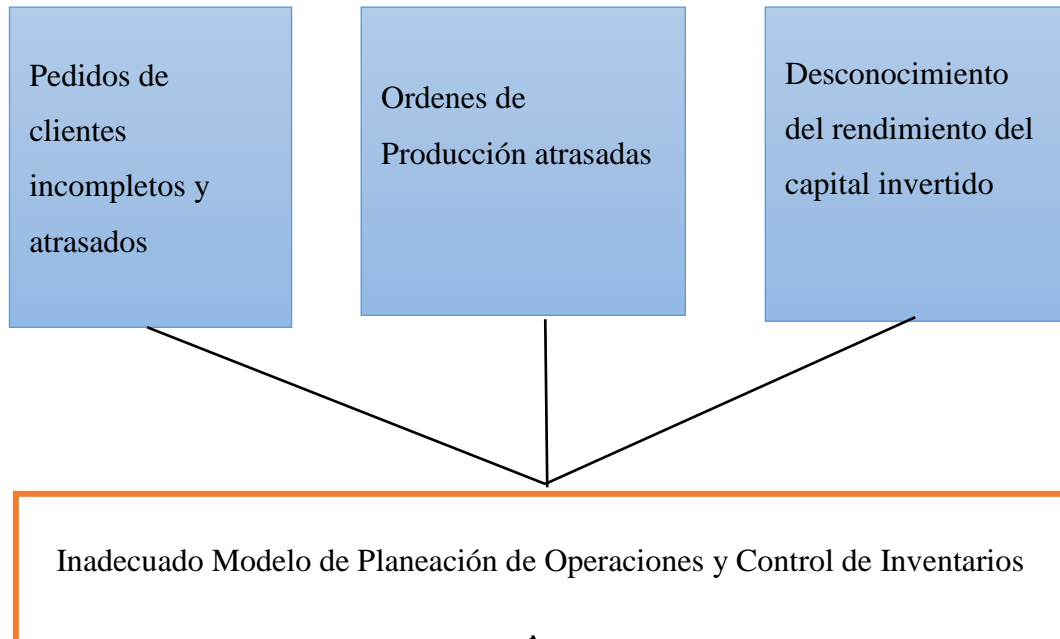 Pedidos de
clientes
incompletos y
atrasados
Ordenes de
Producción atrasadas
Desconocimiento
del rendimiento del
capital invertido
Inadecuado Modelo de Planeación de Operaciones y Control de Inventarios